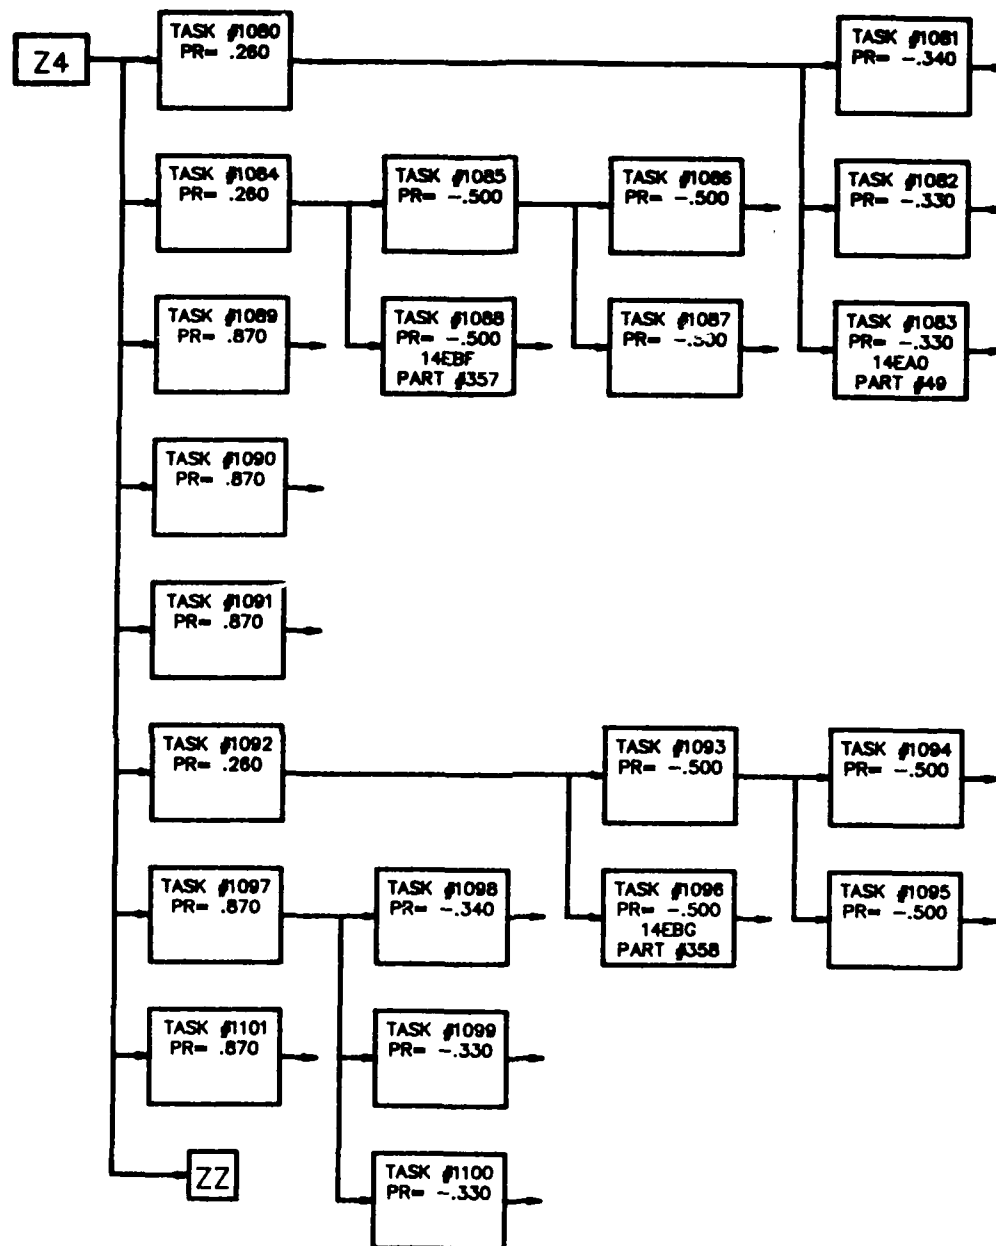 Z4
TASK #1080
PR= .260
TASK #1081
PR= -.340
TASK #1084
PR= .260
TASK #1085
PR= -.500
TASK #1086
PR= -.500
TASK #1082
PR= -.330
TASK #1089
PR= .870
TASK #1088
PR= -.500
14EBF
PART #357
TASK #1087
PR= -.500
TASK #1083
PR= -.330
14EA0
PART #49
TASK #1090
PR= .870
TASK #1091
PR= .870
TASK #1092
PR= .260
TASK #1093
PR= -.500
TASK #1094
PR= -.500
TASK #1097
PR= .870
TASK #1098
PR= -.340
TASK #1096
PR= -.500
14EBG
PART #358
TASK #1095
PR= -.500
TASK #1101
PR= .870
TASK #1099
PR= -.330
ZZ
TASK #1100
PR= -.330